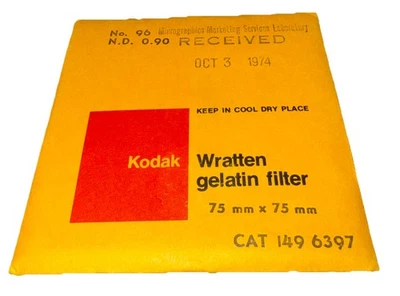 No. 96 Micrographics Marketing Services Laboratory
N.D. 0.90 RECEIVED
OCT 3 1974
KEEP IN COOL DRY PLACE
Kodak Wratten
gelatin filter
75 mm x 75 mm
CAT 149 6397